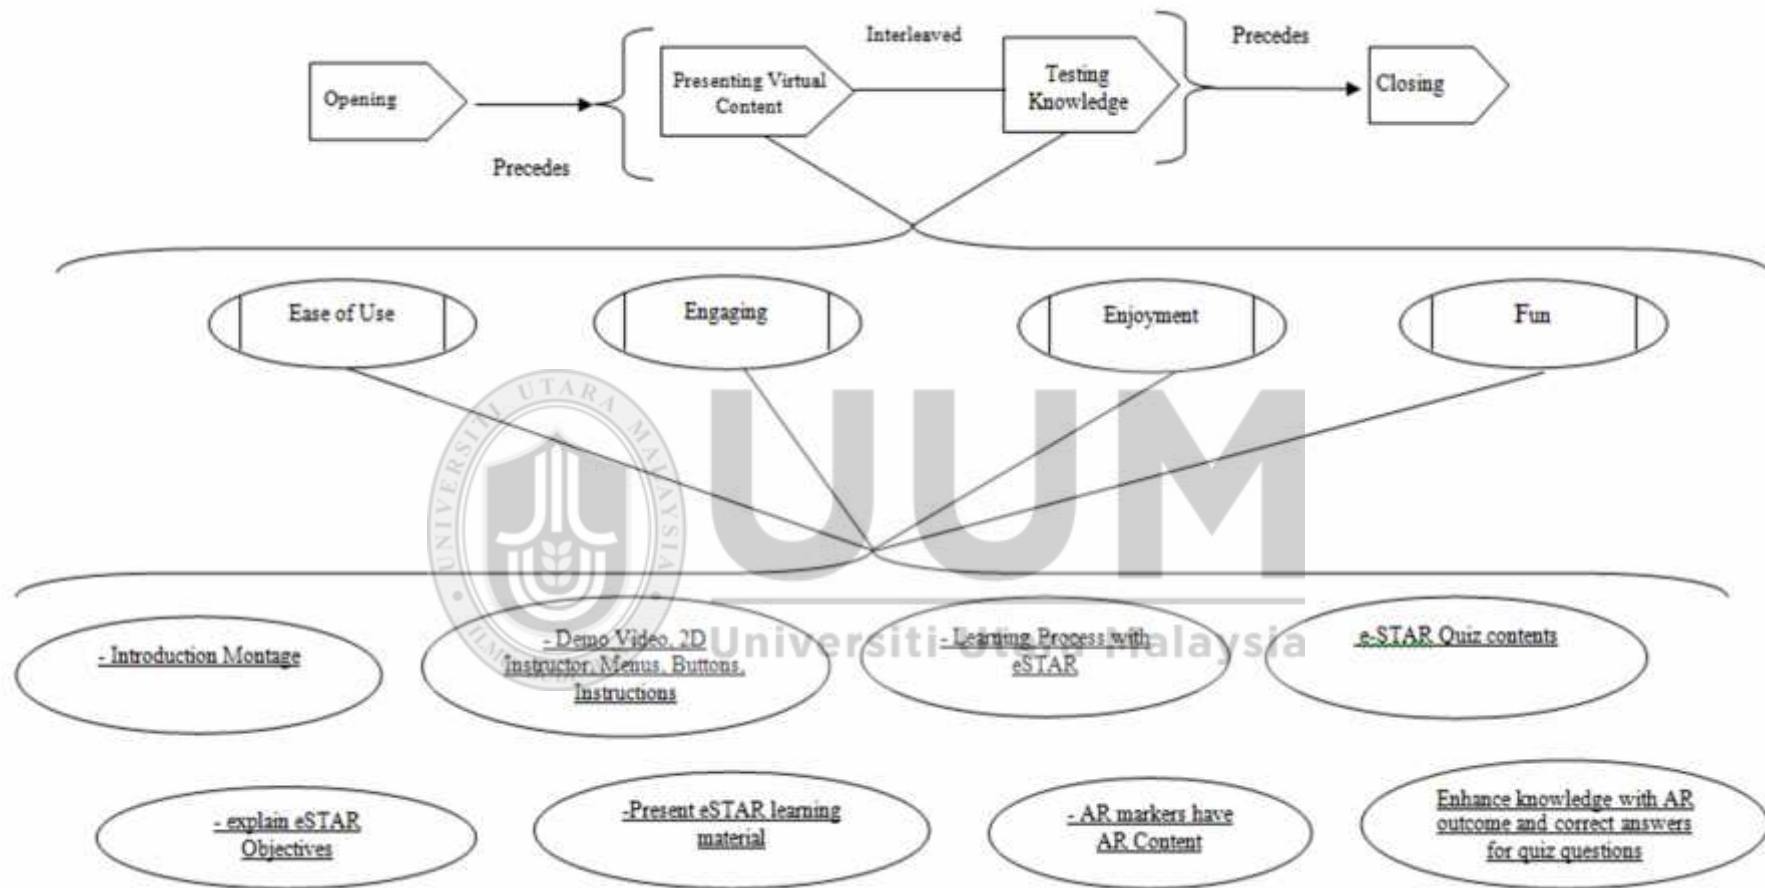 Interleaved
Precedes
Opening
Presenting Virtual
Content
Testing
Knowledge
Closing
Precedes
Ease of Use
Engaging
Enjoyment
Fun
UNIVERSITI UTARA MALAYSIA
UUM
Universiti Utara Malaysia
- Introduction Montage
- Demo Video, 2D
Instructor, Menus, Buttons,
Instructions
- Learning Process with
eSTAR
e-STAR Quiz contents
- explain eSTAR
Objectives
-Present eSTAR learning
material
- AR markers have
AR Content
Enhance knowledge with AR
outcome and correct answers
for quiz questions